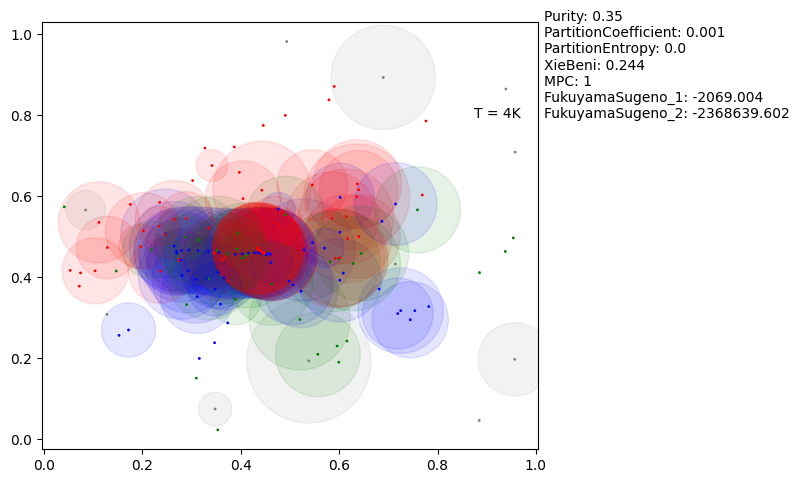 Purity: 0.35
PartitionCoefficient: 0.001
PartitionEntropy: 0.0
XieBeni: 0.244
MPC: 1
FukuyamaSugeno_1: -2069.004
FukuyamaSugeno_2: -2368639.602
T = 4K
1.0
0.8
0.6
0.4
0.2
0.0
0.0 0.2 0.4 0.6 0.8 1.0